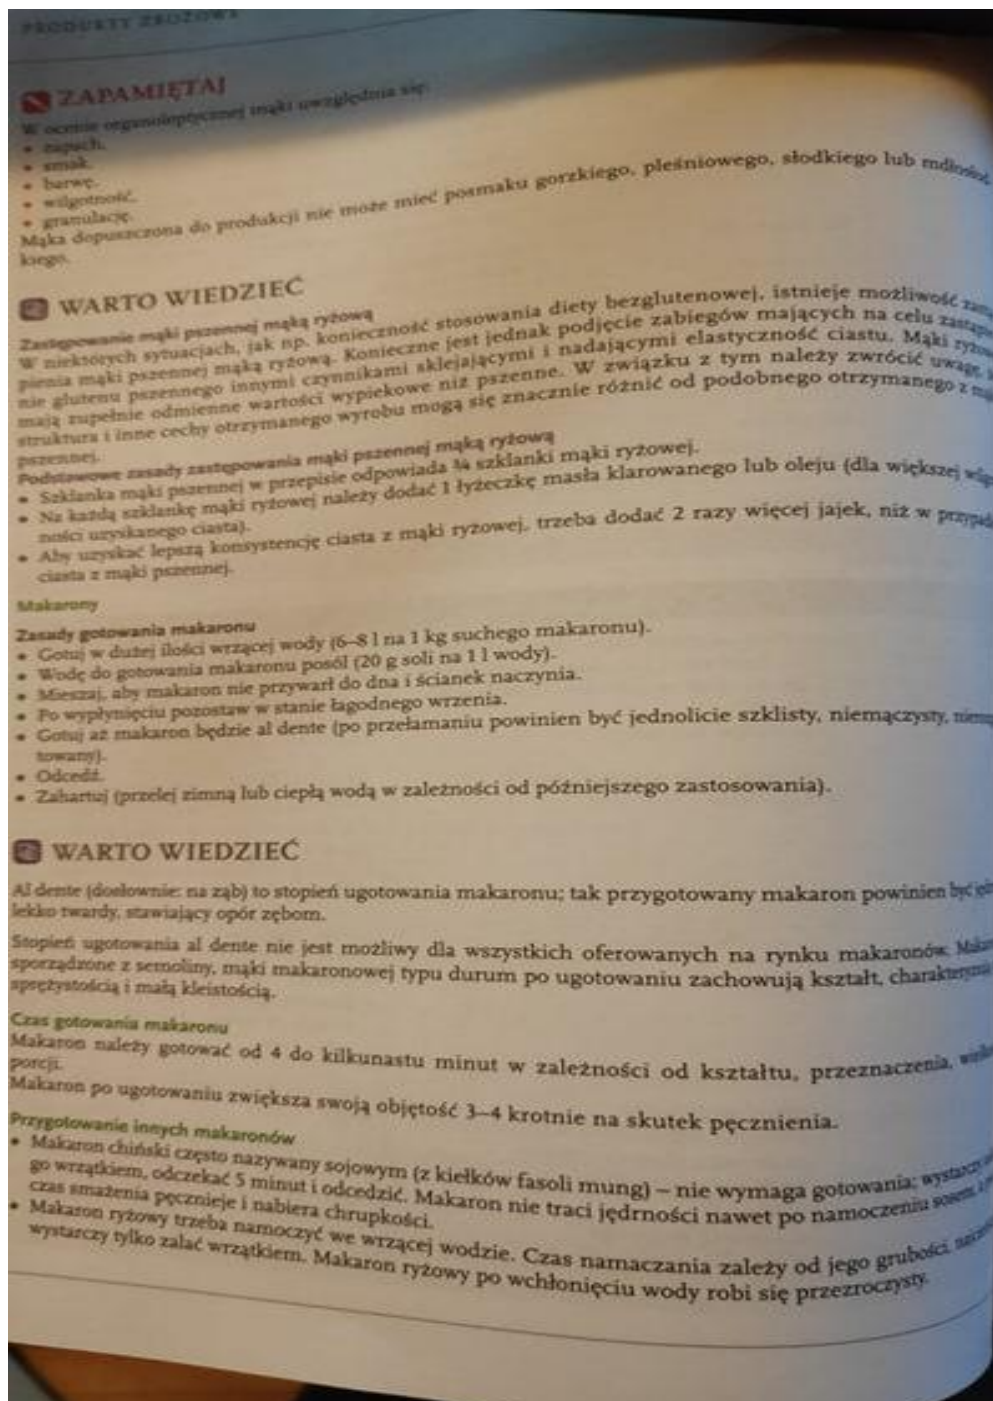 PRODUKTY ZBOŻOWE
ZAPAMIĘTAJ
W ocenie organoleptycznej mąki uwzględnia się:
• zapach,
• smak,
• barwę,
• wilgotność,
• granulację.
Mąka dopuszczona do produkcji nie może mieć posmaku gorzkiego, pleśniowego, słodkiego lub
kiego.
WARTO WIEDZIEĆ
Zastępowanie mąki pszennej mąką ryżową
W niektórych sytuacjach, jak np. konieczność stosowania diety bezglutenowej, istnieje możliwość
pienia mąki pszennej mąką ryżową. Konieczne jest jednak podjęcie zabiegów mających na celu
nie glutenu pszennego innymi czynnikami sklejającymi i nadającymi elastyczność ciastu. Mąki
mają zupełnie odmienne wartości wypiekowe niż pszenne. W związku z tym należy zwrócić uwagę,
struktura i inne cechy otrzymanego wyrobu mogą się znacznie różnić od podobnego otrzymanego z
pszennej.
Podstawowe zasady zastępowania mąki pszennej mąką ryżową
• Szklanka mąki pszennej w przepisie odpowiada ¾ szklanki mąki ryżowej.
• Na każdą szklankę mąki ryżowej należy dodać 1 łyżeczkę masła klarowanego lub oleju (dla większej
ności uzyskanego ciasta).
• Aby uzyskać lepszą konsystencję ciasta z mąki ryżowej, trzeba dodać 2 razy więcej jajek, niż w
ciasta z mąki pszennej.
Makarony
Zasady gotowania makaronu
• Gotuj w dużej ilości wrzącej wody (6–8 l na 1 kg suchego makaronu).
• Wodę do gotowania makaronu posól (20 g soli na 1 l wody).
• Mieszaj, aby makaron nie przywarł do dna i ścianek naczynia.
• Po wypłynięciu pozostaw w stanie łagodnego wrzenia.
• Gotuj aż makaron będzie al dente (po przełamaniu powinien być jednolicie szklisty, niemączysty,
towany).
• Odcedź.
• Zahartuj (przelej zimną lub ciepłą wodą w zależności od późniejszego zastosowania).
WARTO WIEDZIEĆ
Al dente (dosłownie: na ząb) to stopień ugotowania makaronu; tak przygotowany makaron powinien być
lekko twardy, stawiający opór zębom.
Stopień ugotowania al dente nie jest możliwy dla wszystkich oferowanych na rynku makaronów.
sporządzone z semoliny, mąki makaronowej typu durum po ugotowaniu zachowują kształt,
sprężystością i małą kleistością.
Czas gotowania makaronu
Makaron należy gotować od 4 do kilkunastu minut w zależności od kształtu, przeznaczenia,
porcji.
Makaron po ugotowaniu zwiększa swoją objętość 3–4 krotnie na skutek pęcznienia.
Przygotowanie innych makaronów
• Makaron chiński często nazywany sojowym (z kiełków fasoli mung) – nie wymaga gotowania; wystarczy
go wrzątkiem, odczekać 5 minut i odcedzić. Makaron nie traci jędrności nawet po namoczeniu sosem,
czas smażenia pęcznieje i nabiera chrupkości.
• Makaron ryżowy trzeba namoczyć we wrzącej wodzie. Czas namaczania zależy od jego grubości,
wystarczy tylko zalać wrzątkiem. Makaron ryżowy po wchłonięciu wody robi się przezroczysty.